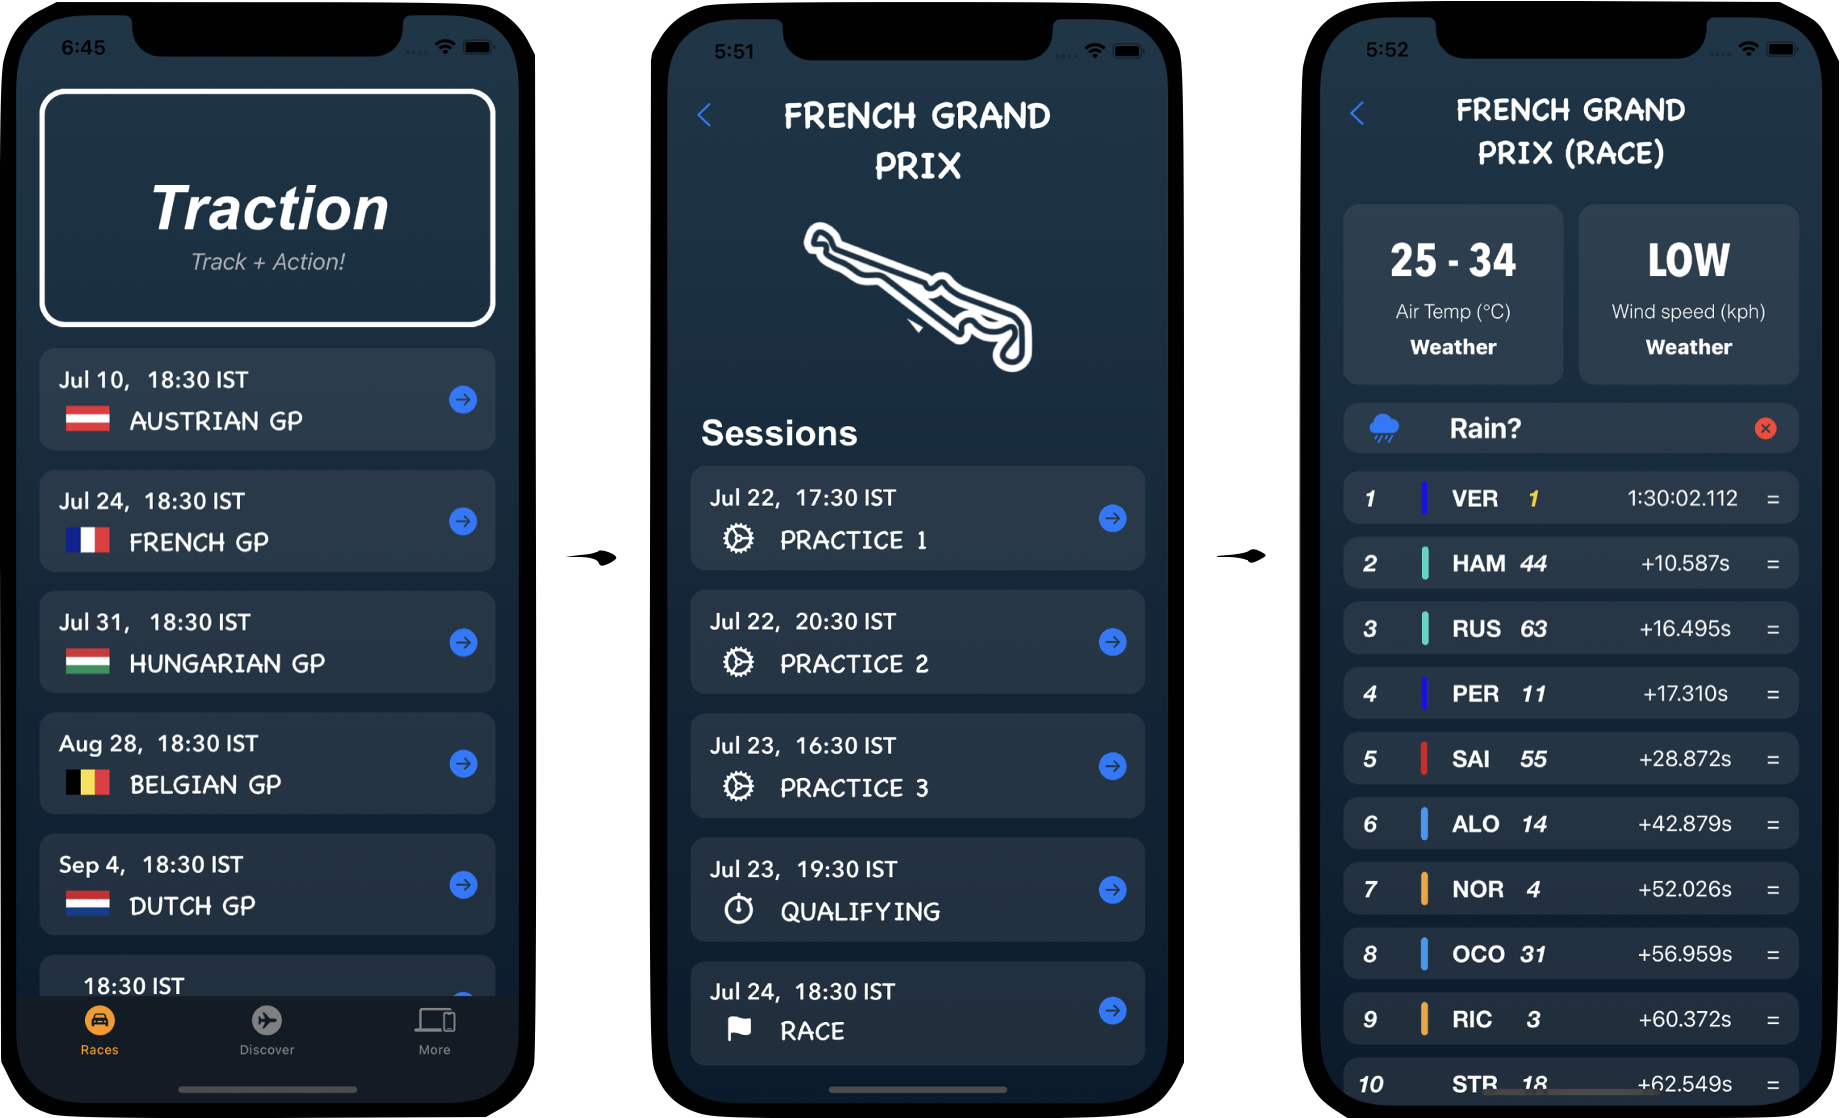 6:45
Traction
Track + Action!
Jul 10, 18:30 IST
AUSTRIAN GP
Jul 24, 18:30 IST
FRENCH GP
Jul 31, 18:30 IST
HUNGARIAN GP
Aug 28, 18:30 IST
BELGIAN GP
Sep 4, 18:30 IST
DUTCH GP
18:30 IST
Races
Discover
More
5:51
FRENCH GRAND
PRIX
Sessions
Jul 22, 17:30 IST
PRACTICE 1
Jul 22, 20:30 IST
PRACTICE 2
Jul 23, 16:30 IST
PRACTICE 3
Jul 23, 19:30 IST
QUALIFYING
Jul 24, 18:30 IST
RACE
5:52
FRENCH GRAND
PRIX (RACE)
25 - 34
Air Temp (°C)
Weather
LOW
Wind speed (kph)
Weather
Rain?
1 VER 1 1:30:02.112 =
2 HAM 44 +10.587s =
3 RUS 63 +16.495s =
4 PER 11 +17.310s =
5 SAI 55 +28.872s =
6 ALO 14 +42.879s =
7 NOR 4 +52.026s =
8 OCO 31 +56.959s =
9 RIC 3 +60.372s =
10 STR 18 +62.549s =